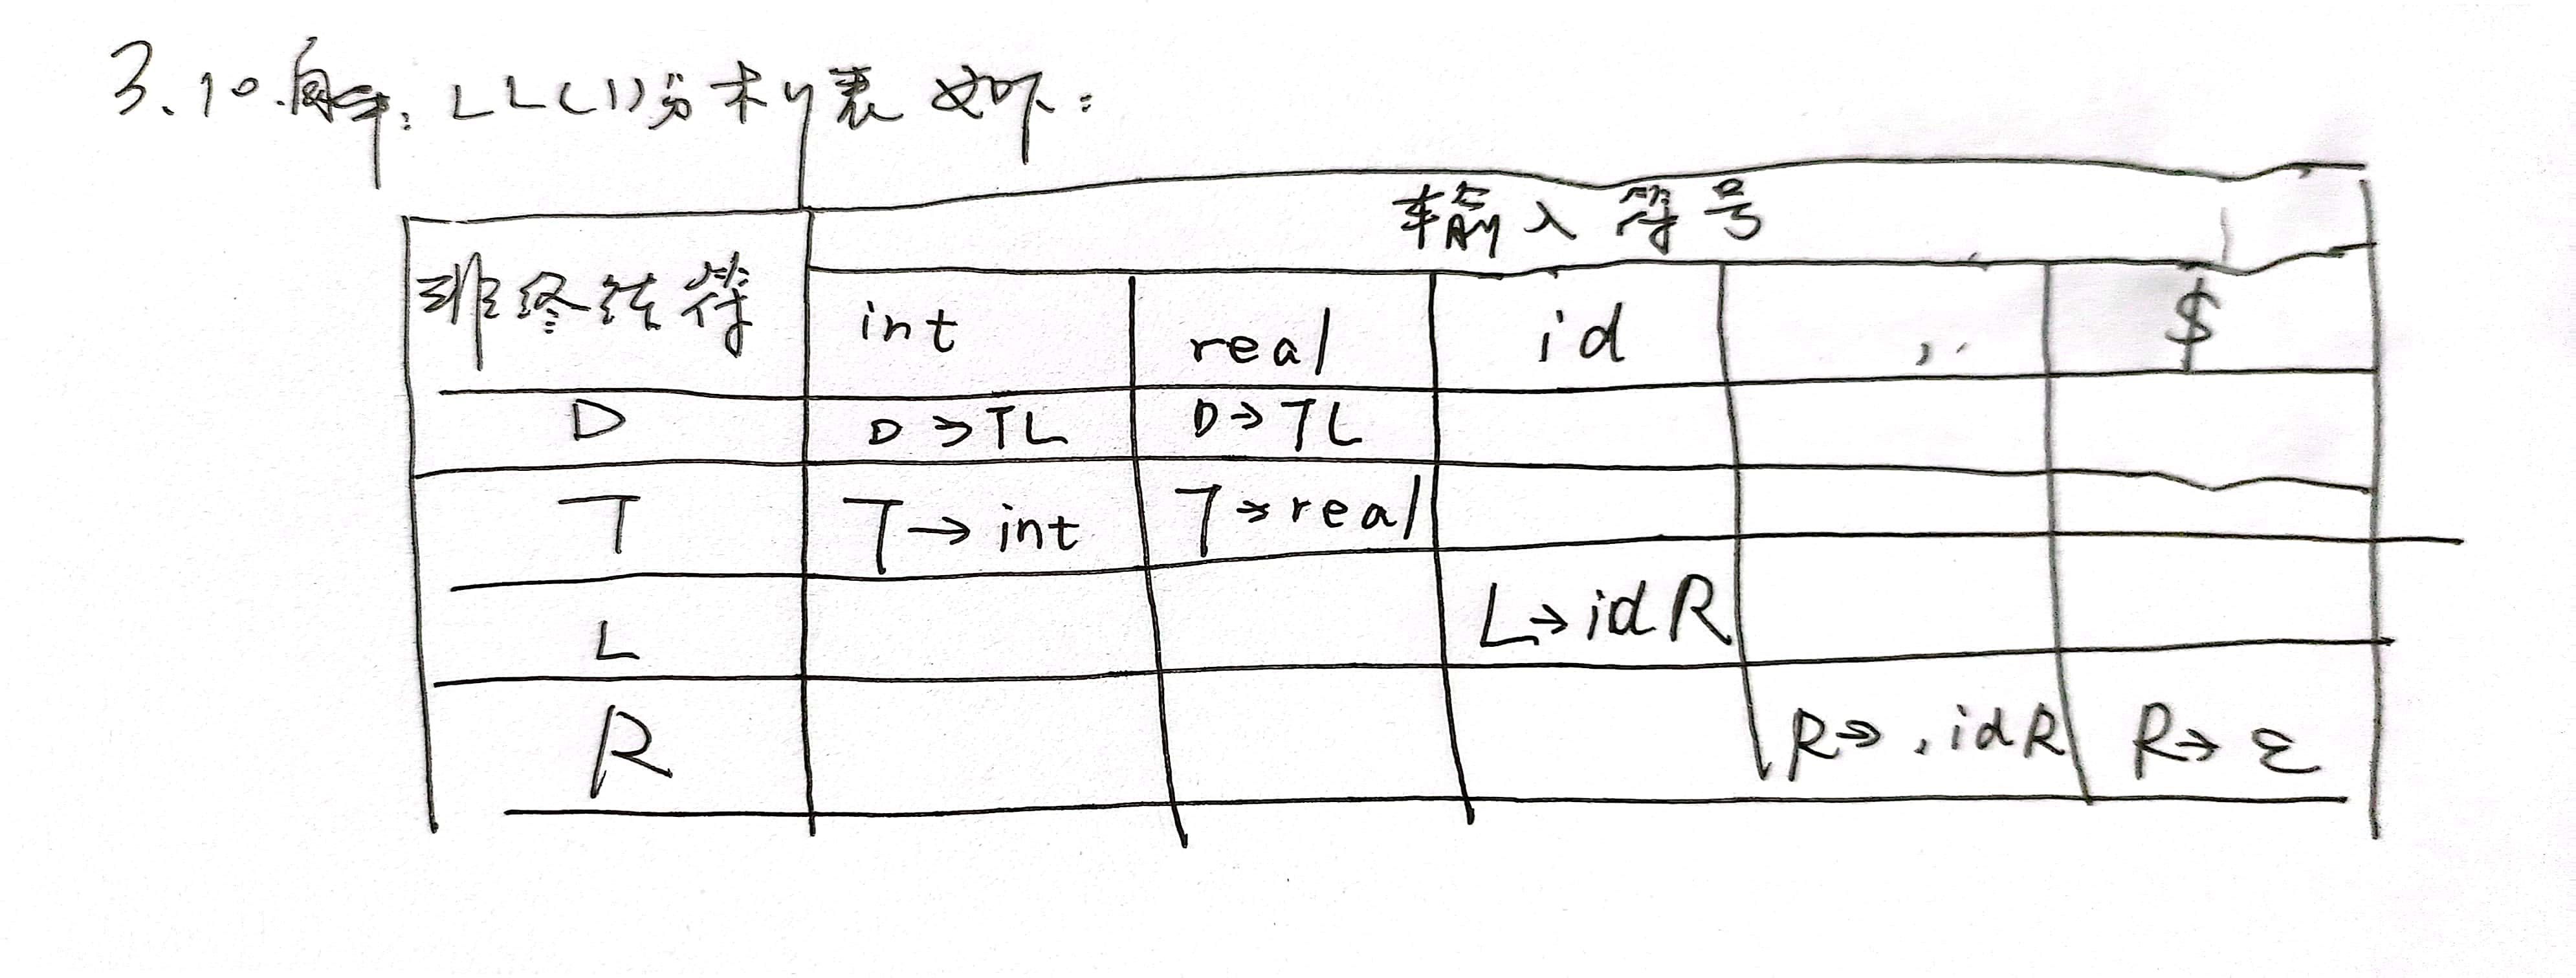 3.10.解: LL(1)分析表如下:
输入符号
非终结符 int real id , $
D D→TL D→TL
T T→int T→real
L L→idR
R R→,idR R→ε